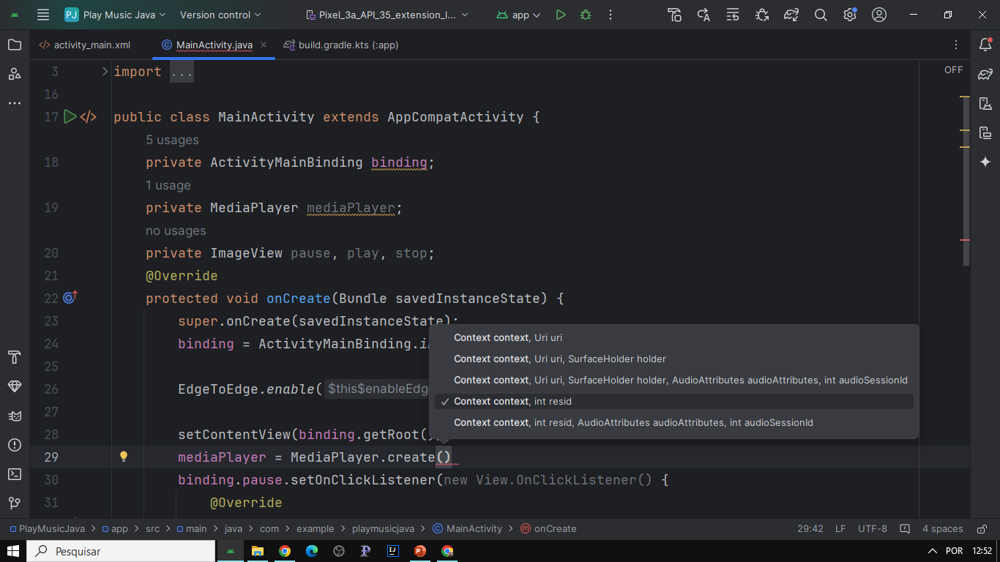 PJ Play Music Java Version control Pixel_3a_API_35_extension_l... app
activity_main.xml MainActivity.java build.gradle.kts (:app)
3 import ... OFF
16
17 public class MainActivity extends AppCompatActivity {
5 usages
18 private ActivityMainBinding binding;
1 usage
19 private MediaPlayer mediaPlayer;
no usages
20 private ImageView pause, play, stop;
21 @Override
22 protected void onCreate(Bundle savedInstanceState) {
23 super.onCreate(savedInstanceState);
24 binding = ActivityMainBinding.
25
26 EdgeToEdge.enable( $this$enableEdg
27
28 setContentView(binding.getRoot()
Context context, Uri uri
Context context, Uri uri, SurfaceHolder holder
Context context, Uri uri, SurfaceHolder holder, AudioAttributes audioAttributes, int audioSessionId
✓ Context context, int resid
Context context, int resid, AudioAttributes audioAttributes, int audioSessionId
29 mediaPlayer = MediaPlayer.create()
30 binding.pause.setOnClickListener(new View.OnClickListener() {
31 @Override
PlayMusicJava > app > src > main > java > com > example > playmusicjava > MainActivity > onCreate 29:42 LF UTF-8 4 spaces
Pesquisar POR 12:52